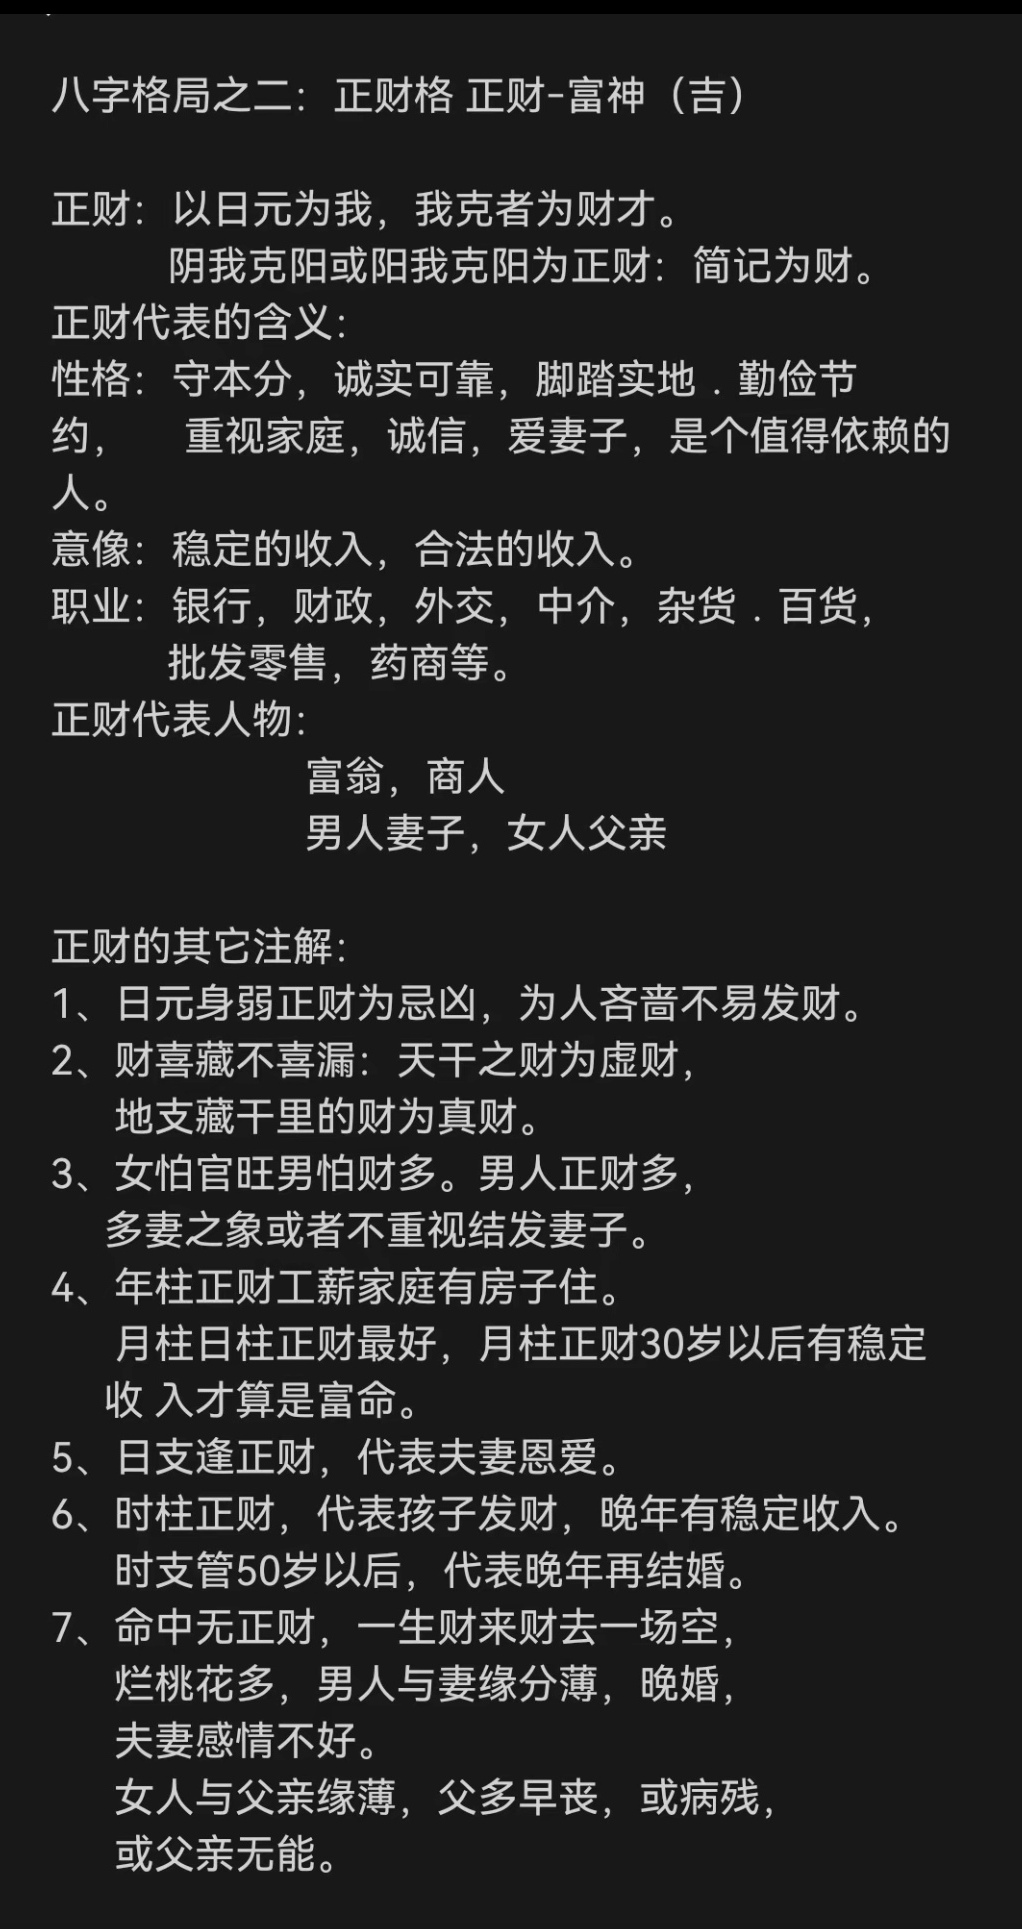 八字格局之二：正财格 正财-富神（吉）
正财：以日元为我，我克者为财才。
阴我克阳或阳我克阳为正财：简记为财。
正财代表的含义：
性格：守本分，诚实可靠，脚踏实地．勤俭节
约，　　重视家庭，诚信，爱妻子，是个值得依赖的
人。
意像：稳定的收入，合法的收入。
职业：银行，财政，外交，中介，杂货．百货，
批发零售，药商等。
正财代表人物：
富翁，商人
男人妻子，女人父亲
正财的其它注解：
1、日元身弱正财为忌凶，为人吝啬不易发财。
2、财喜藏不喜漏：天干之财为虚财，
地支藏干里的财为真财。
3、女怕官旺男怕财多。男人正财多，
多妻之象或者不重视结发妻子。
4、年柱正财工薪家庭有房子住。
月柱日柱正财最好，月柱正财30岁以后有稳定
收 入才算是富命。
5、日支逢正财，代表夫妻恩爱。
6、时柱正财，代表孩子发财，晚年有稳定收入。
时支管50岁以后，代表晚年再结婚。
7、命中无正财，一生财来财去一场空，
烂桃花多，男人与妻缘分薄，晚婚，
夫妻感情不好。
女人与父亲缘薄，父多早丧，或病残，
或父亲无能。